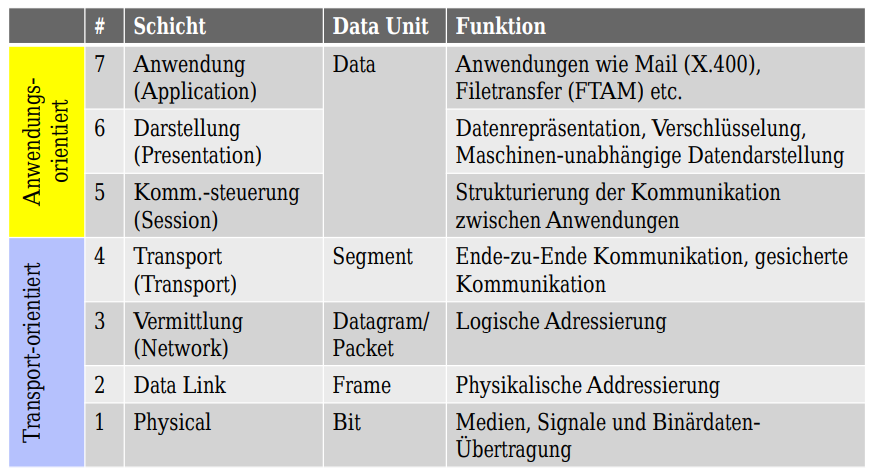 # Schicht Data Unit Funktion
Anwendungs-
orientiert
7 Anwendung Data Anwendungen wie Mail (X.400),
(Application) Filetransfer (FTAM) etc.
6 Darstellung Datenrepräsentation, Verschlüsselung,
(Presentation) Maschinen-unabhängige Datendarstellung
5 Komm.-steuerung Strukturierung der Kommunikation
(Session) zwischen Anwendungen
Transport-orientiert
4 Transport Segment Ende-zu-Ende Kommunikation, gesicherte
(Transport) Kommunikation
3 Vermittlung Datagram/ Logische Adressierung
(Network) Packet
2 Data Link Frame Physikalische Addressierung
1 Physical Bit Medien, Signale und Binärdaten-
Übertragung